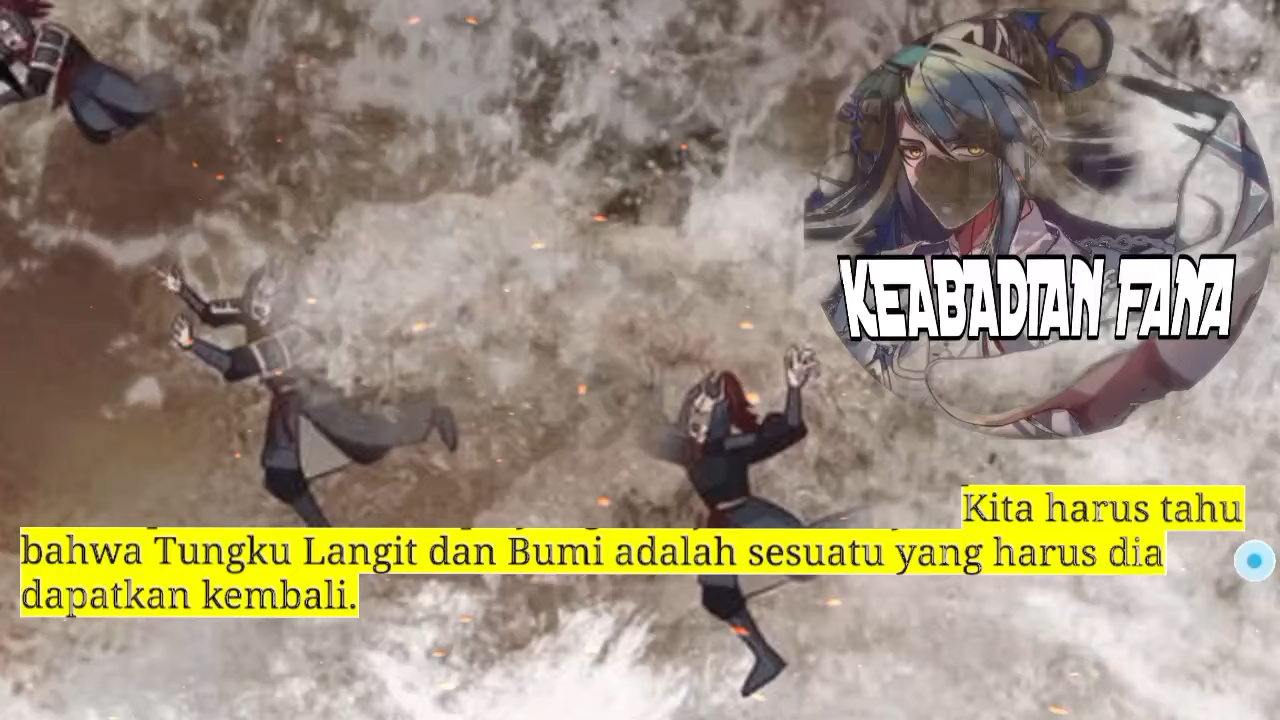 KEABADIAN FANA
Kita harus tahu
bahwa Tungku Langit dan Bumi adalah sesuatu yang harus dia
dapatkan kembali.